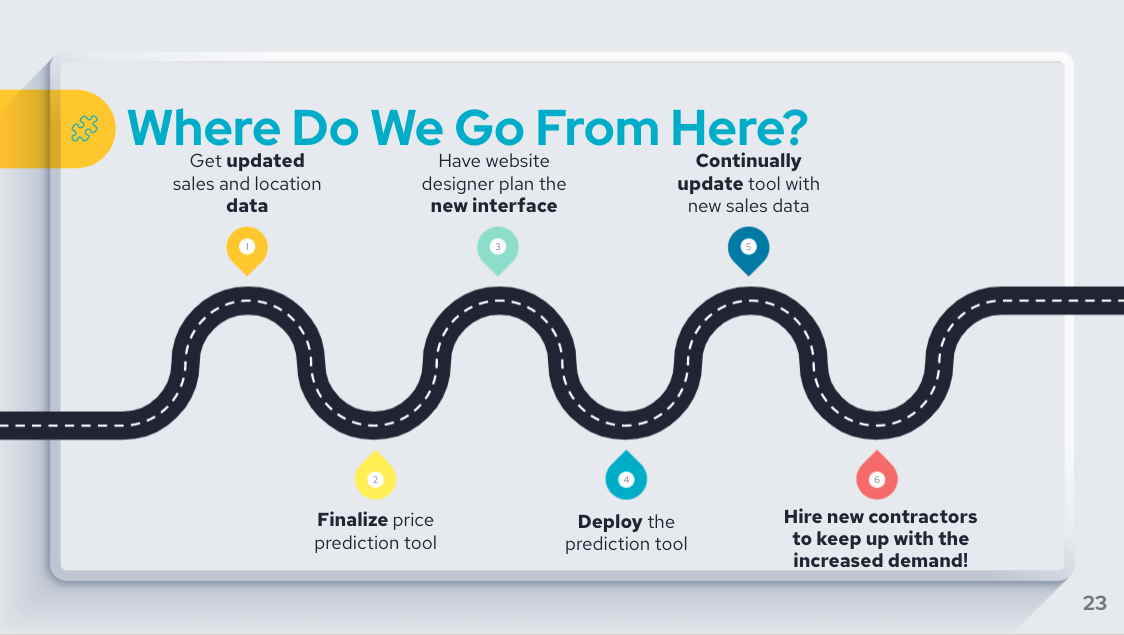 Where Do We Go From Here?
Get updated
sales and location
data
1
Finalize price
prediction tool
2
Have website
designer plan the
new interface
3
Deploy the
prediction tool
4
Continually
update tool with
new sales data
5
Hire new contractors
to keep up with the
increased demand!
6
23